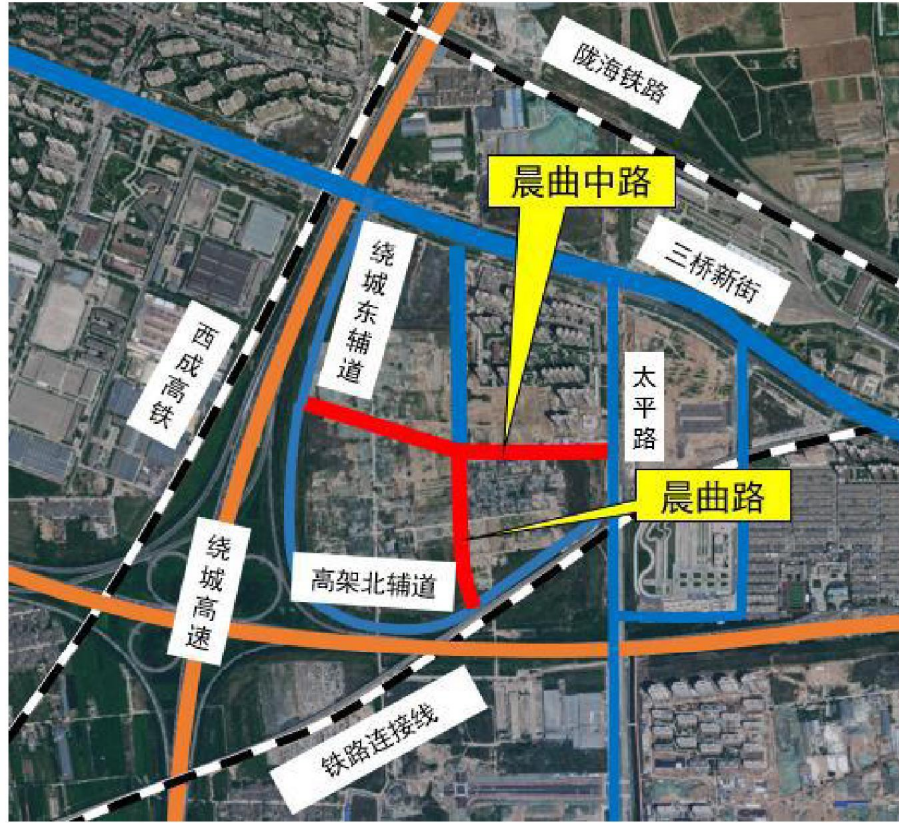 陇海铁路
晨曲中路
三桥新街
绕城东辅道
西成高铁
太平路
晨曲路
绕城高速
高架北辅道
铁路连接线